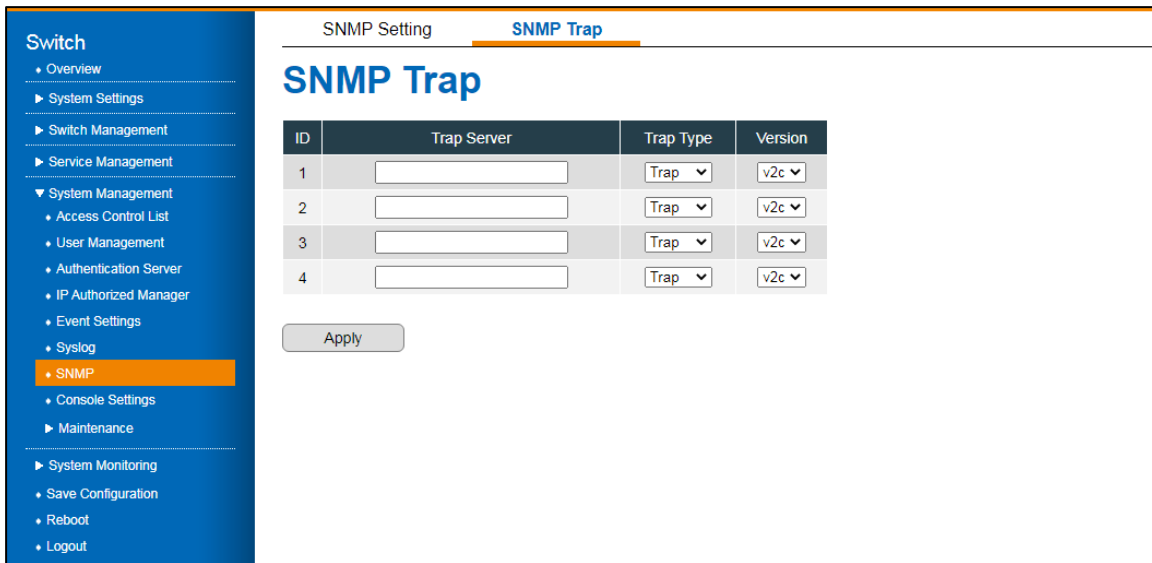 Switch
Overview
System Settings
Switch Management
Service Management
System Management
Access Control List
User Management
Authentication Server
IP Authorized Manager
Event Settings
Syslog
SNMP
Console Settings
Maintenance
System Monitoring
Save Configuration
Reboot
Logout
SNMP Setting SNMP Trap
SNMP Trap
ID Trap Server Trap Type Version
1 Trap v2c
2 Trap v2c
3 Trap v2c
4 Trap v2c
Apply